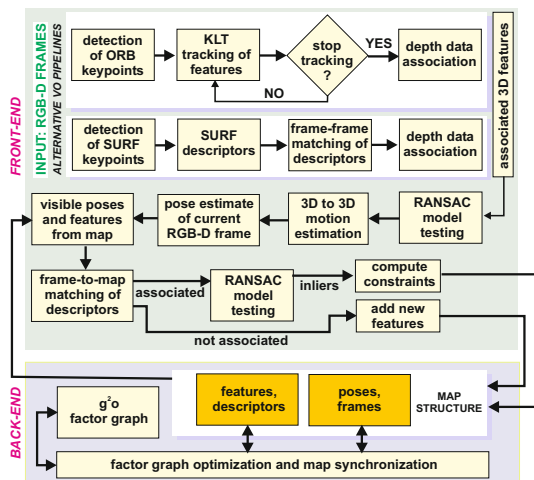 FRONT-END
INPUT: RGB-D FRAMES
ALTERNATIVE VO PIPELINES
detection
of ORB
keypoints
KLT
tracking of
features
stop
tracking
?
YES
NO
depth data
association
associated 3D features
detection
of SURF
keypoints
SURF
descriptors
frame-frame
matching of
descriptors
depth data
association
visible poses
and features
from map
pose estimate
of current
RGB-D frame
3D to 3D
motion
estimation
RANSAC
model
testing
frame-to-map
matching of
descriptors
associated
RANSAC
model
testing
inliers
compute
constraints
not associated
add new
features
BACK-END
g²o
factor graph
features,
descriptors
poses,
frames
MAP
STRUCTURE
factor graph optimization and map synchronization